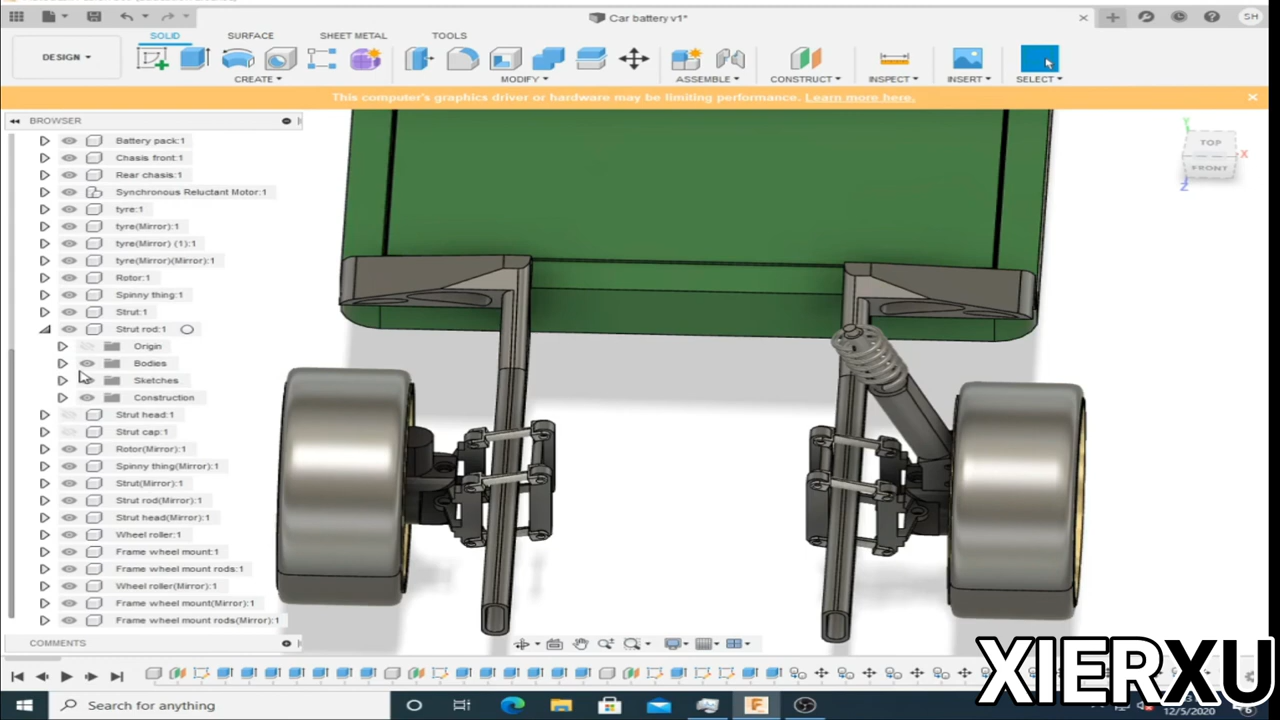 Car battery v1*
SH
DESIGN
SOLID
SURFACE
SHEET METAL
TOOLS
CREATE
MODIFY
ASSEMBLE
CONSTRUCT
INSPECT
INSERT
SELECT
This computer's graphics driver or hardware may be limiting performance. Learn more here.
BROWSER
Battery pack:1
Chasis front:1
Rear chasis:1
Synchronous Reluctant Motor:1
tyre:1
tyre(Mirror):1
tyre(Mirror) (1):1
tyre(Mirror)(Mirror):1
Rotor:1
Spinny thing:1
Strut:1
Strut rod:1
Origin
Bodies
Sketches
Construction
Strut head:1
Strut cap:1
Rotor(Mirror):1
Spinny thing(Mirror):1
Strut(Mirror):1
Strut rod(Mirror):1
Strut head(Mirror):1
Wheel roller:1
Frame wheel mount:1
Frame wheel mount rods:1
Wheel roller(Mirror):1
Frame wheel mount(Mirror):1
Frame wheel mount rods(Mirror):1
COMMENTS
Y
TOP
X
FRONT
Z
XIERXU
Search for anything
12/5/2020